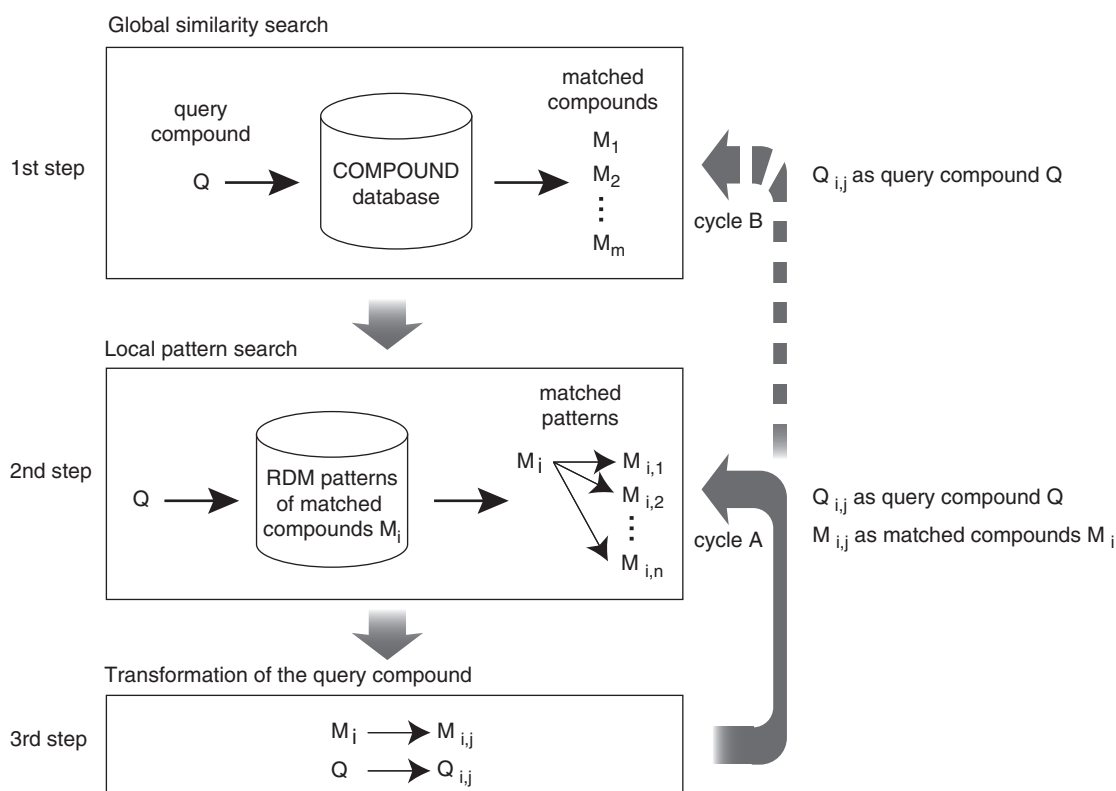 Global similarity search
1st step
query
compound
Q
COMPOUND
database
matched
compounds
M1
M2
Mm
cycle B
Q i,j as query compound Q
Local pattern search
2nd step
Q
RDM patterns
of matched
compounds Mi
matched
patterns
M i
M i,1
M i,2
M i,n
cycle A
Q i,j as query compound Q
M i,j as matched compounds M i
Transformation of the query compound
3rd step
M i M i,j
Q Q i,j